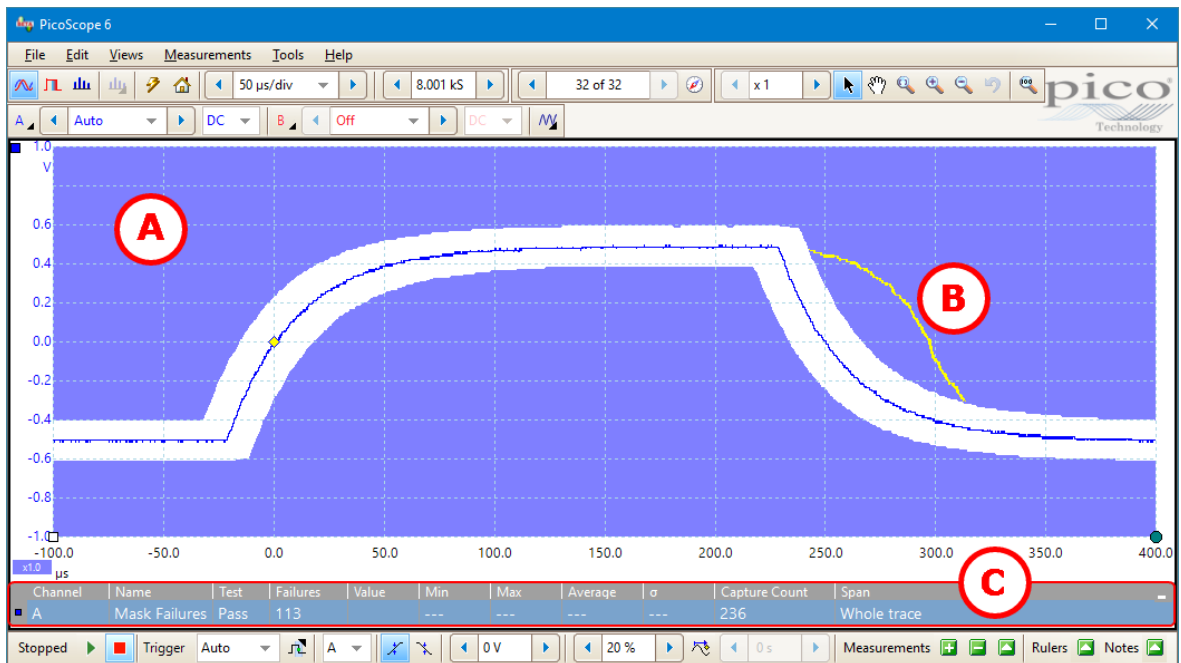 PicoScope 6
File Edit Views Measurements Tools Help
50 µs/div 8.001 kS 32 of 32 x 1
pico
Technology
A Auto DC B Off DC
1.0
V
0.6
0.4
0.2
0.0
-0.2
-0.4
-0.6
-0.8
-1.0
A
B
C
-100.0 -50.0 0.0 50.0 100.0 150.0 200.0 250.0 300.0 350.0 400.0
x1.0 µs
Channel Name Test Failures Value Min Max Average σ Capture Count Span
A Mask Failures Pass 113 --- --- --- --- 236 Whole trace
Stopped Trigger Auto A 0 V 20 % 0 s Measurements Rulers Notes